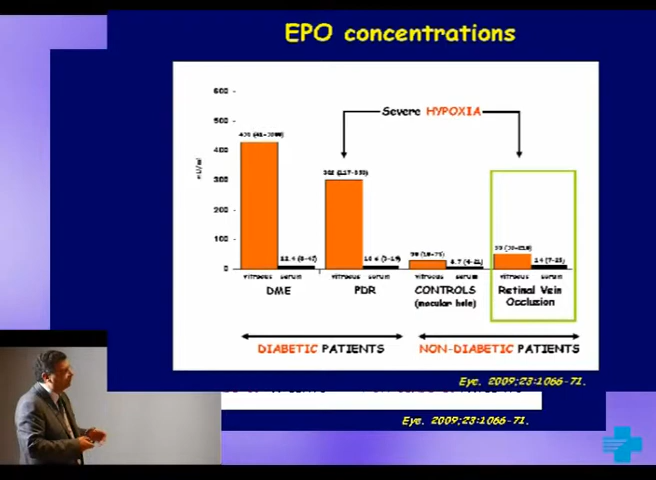 EPO concentrations
600
500
400
300
200
100
0
Severe HYPOXIA
vitreous serum vitreous serum vitreous serum vitreous serum
DME PDR CONTROLS Retinal Vein
(macular hole) Occlusion
DIABETIC PATIENTS NON-DIABETIC PATIENTS
Eye. 2009;23:1066-71.
Eye. 2009;23:1066-71.